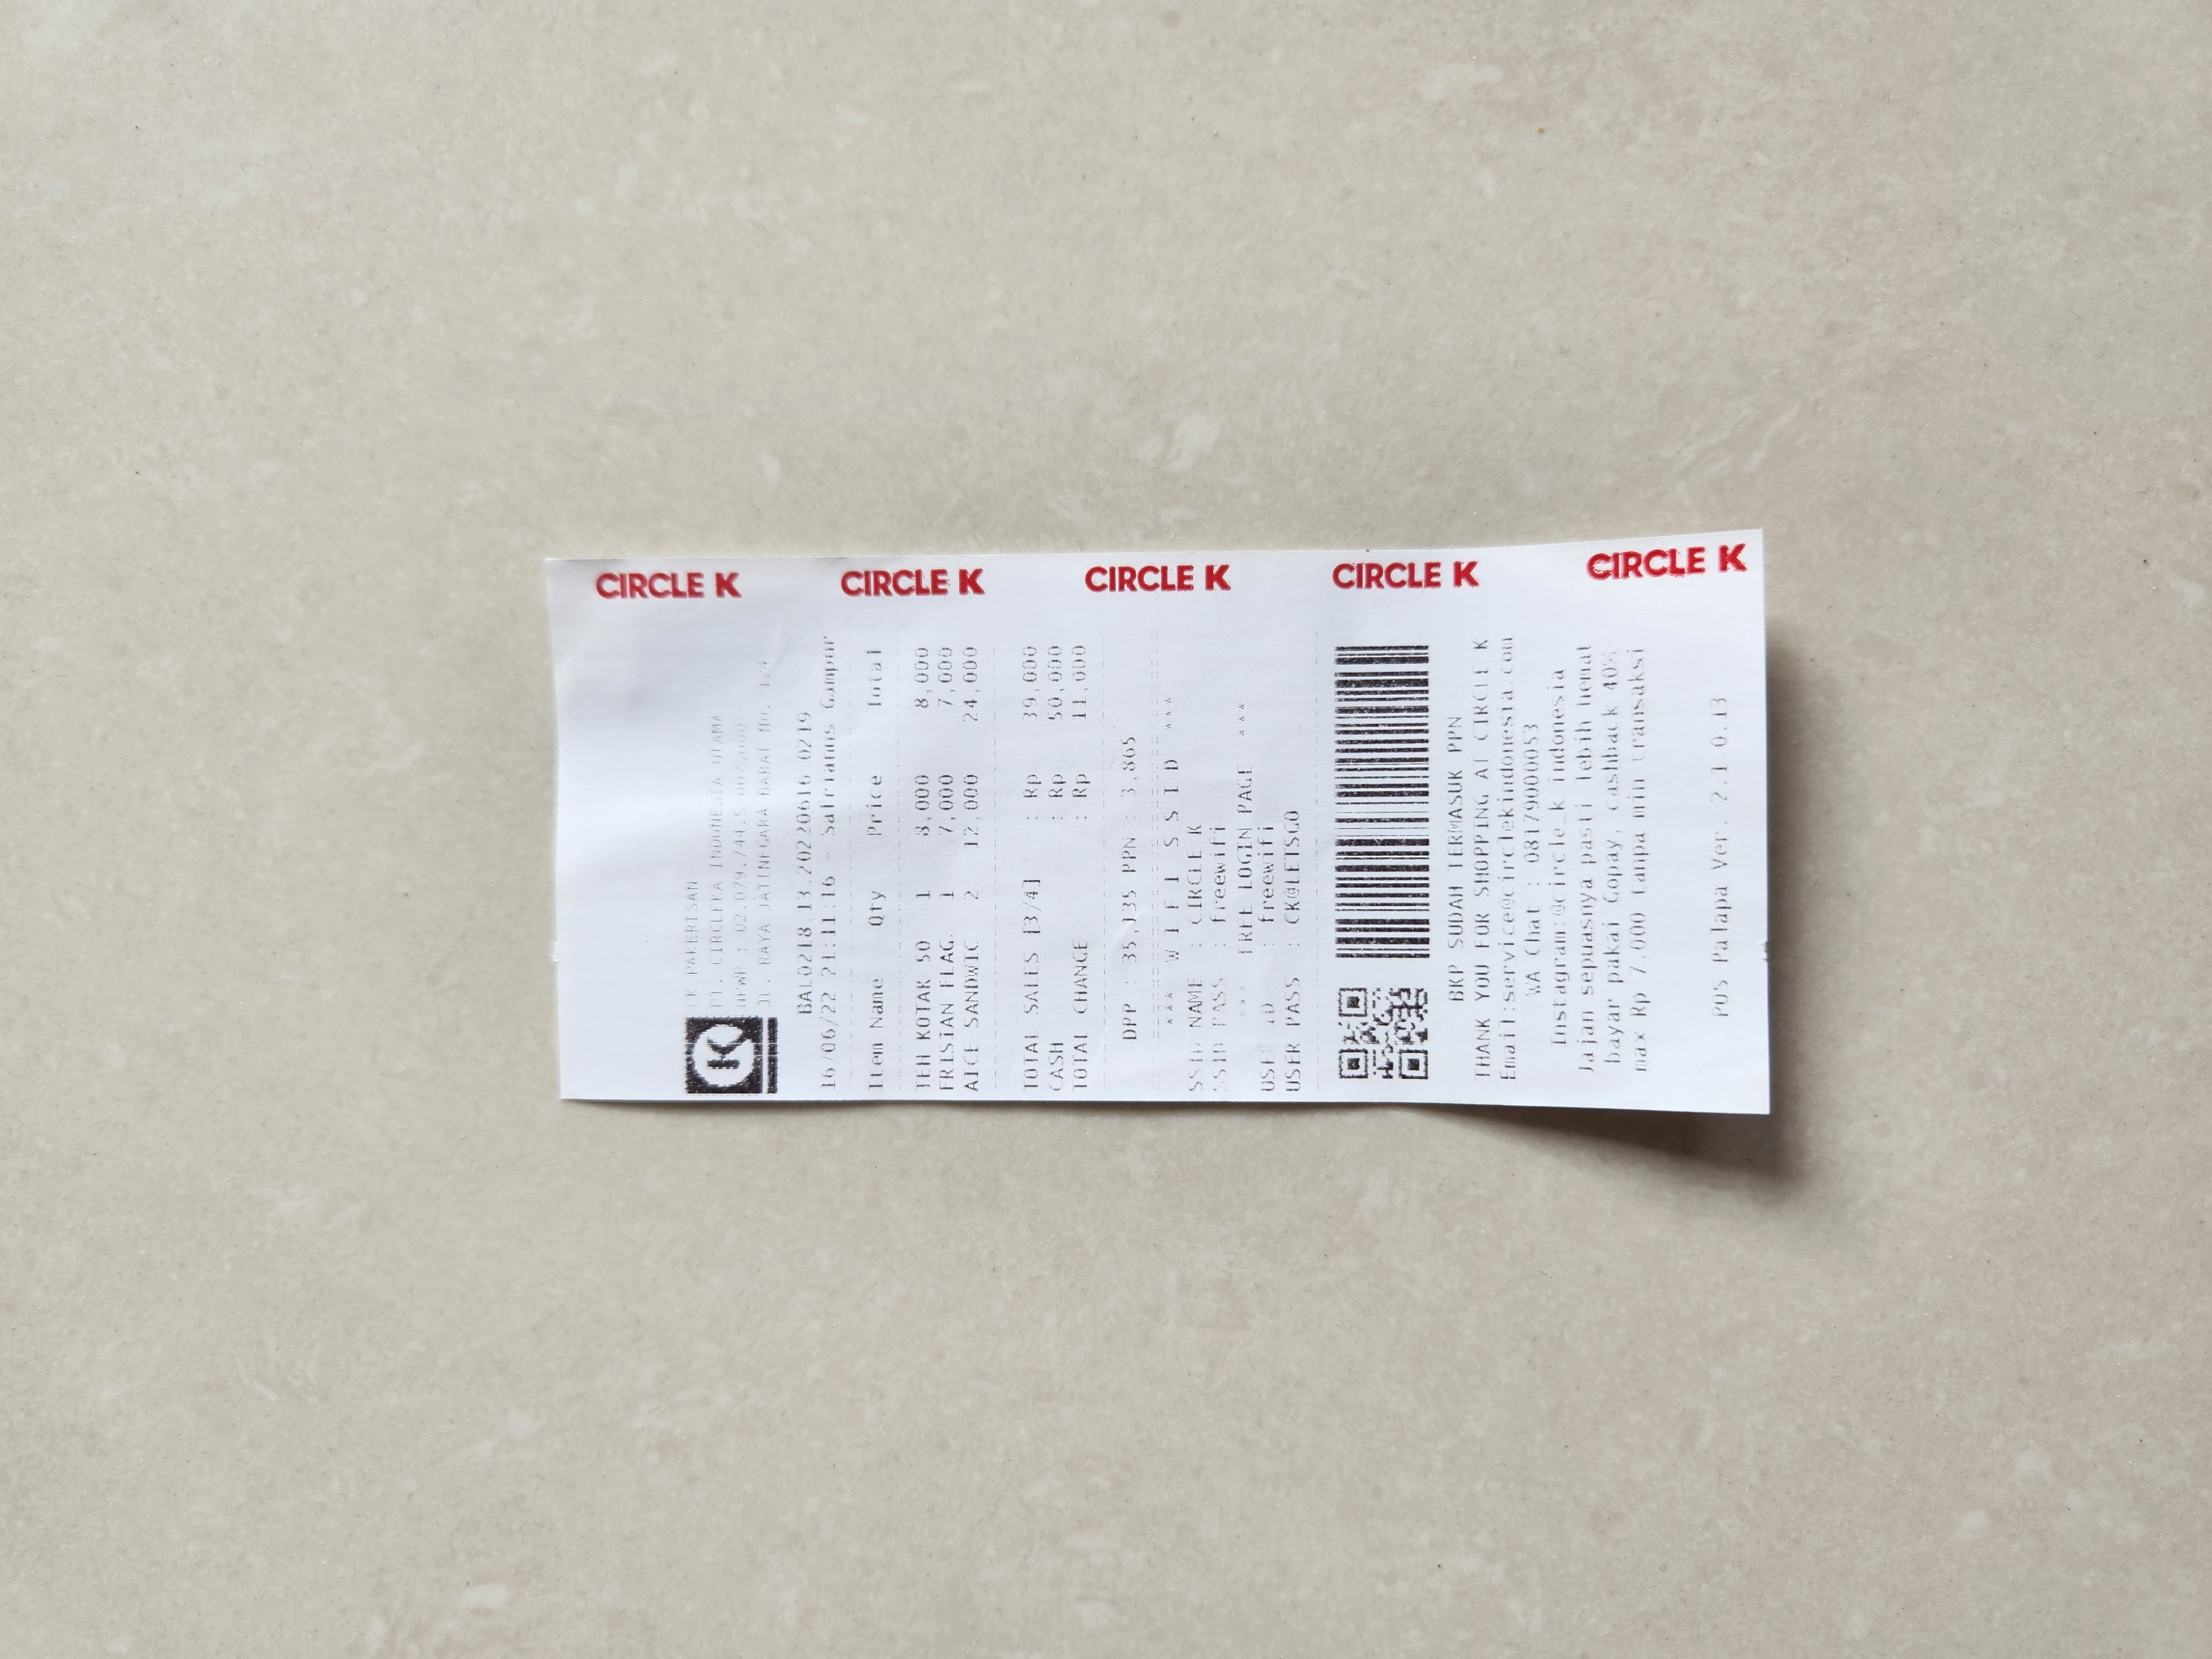 CK PAKERISAN
PT. CIRCLEKA INDONESIA UTAMA
NPWP : 02.079.744.5
JL. RAYA JATINEGARA BARAT NO. 124
BAL0218.13.20220616 0219
16/06/22 21:11:16 - Safrianus Gampur
Item Name Qty Price Total
TEH KOTAK 50 1 8,000 8,000
FRISIAN FLAG. 1 7,000 7,000
AICE SANDWIC 2 12,000 24,000
TOTAL SALES [3/4] : Rp 39,000
CASH : Rp 50,000
TOTAL CHANGE : Rp 11,000
DPP : 35,135 PPN : 3,865
*** W I F I S S I D ***
SSID NAME : CIRCLE K
SSID PASS : freewifi
*** FREE LOGIN PAGE ***
USER ID : freewifi
USER PASS : CK@LETSGO
BKP SUDAH TERMASUK PPN
THANK YOU FOR SHOPPING AT CIRCLE K
Email:service@circlekindonesia.com
WA Chat : 08179000053
Instagram:@circle_k_indonesia
Jajan sepuasnya pasti lebih hemat
bayar pakai Gopay, cashback 40%
max Rp 7.000 tanpa min transaksi
POS Palapa Ver. 2.1.0.13
CIRCLE K
CIRCLE K
CIRCLE K
CIRCLE K
CIRCLE K